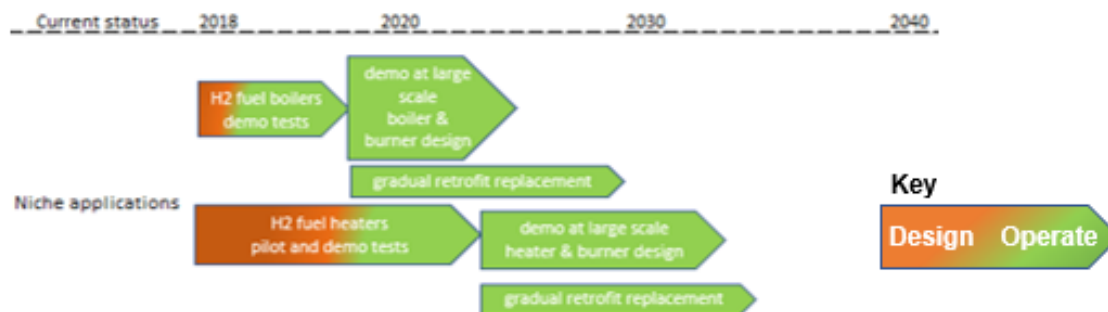 Current status 2018 2020 2030 2040
H2 fuel boilers
demo tests
demo at large
scale
boiler &
burner design
gradual retrofit replacement
Niche applications
H2 fuel heaters
pilot and demo tests
demo at large scale
heater & burner design
gradual retrofit replacement
Key
Design Operate